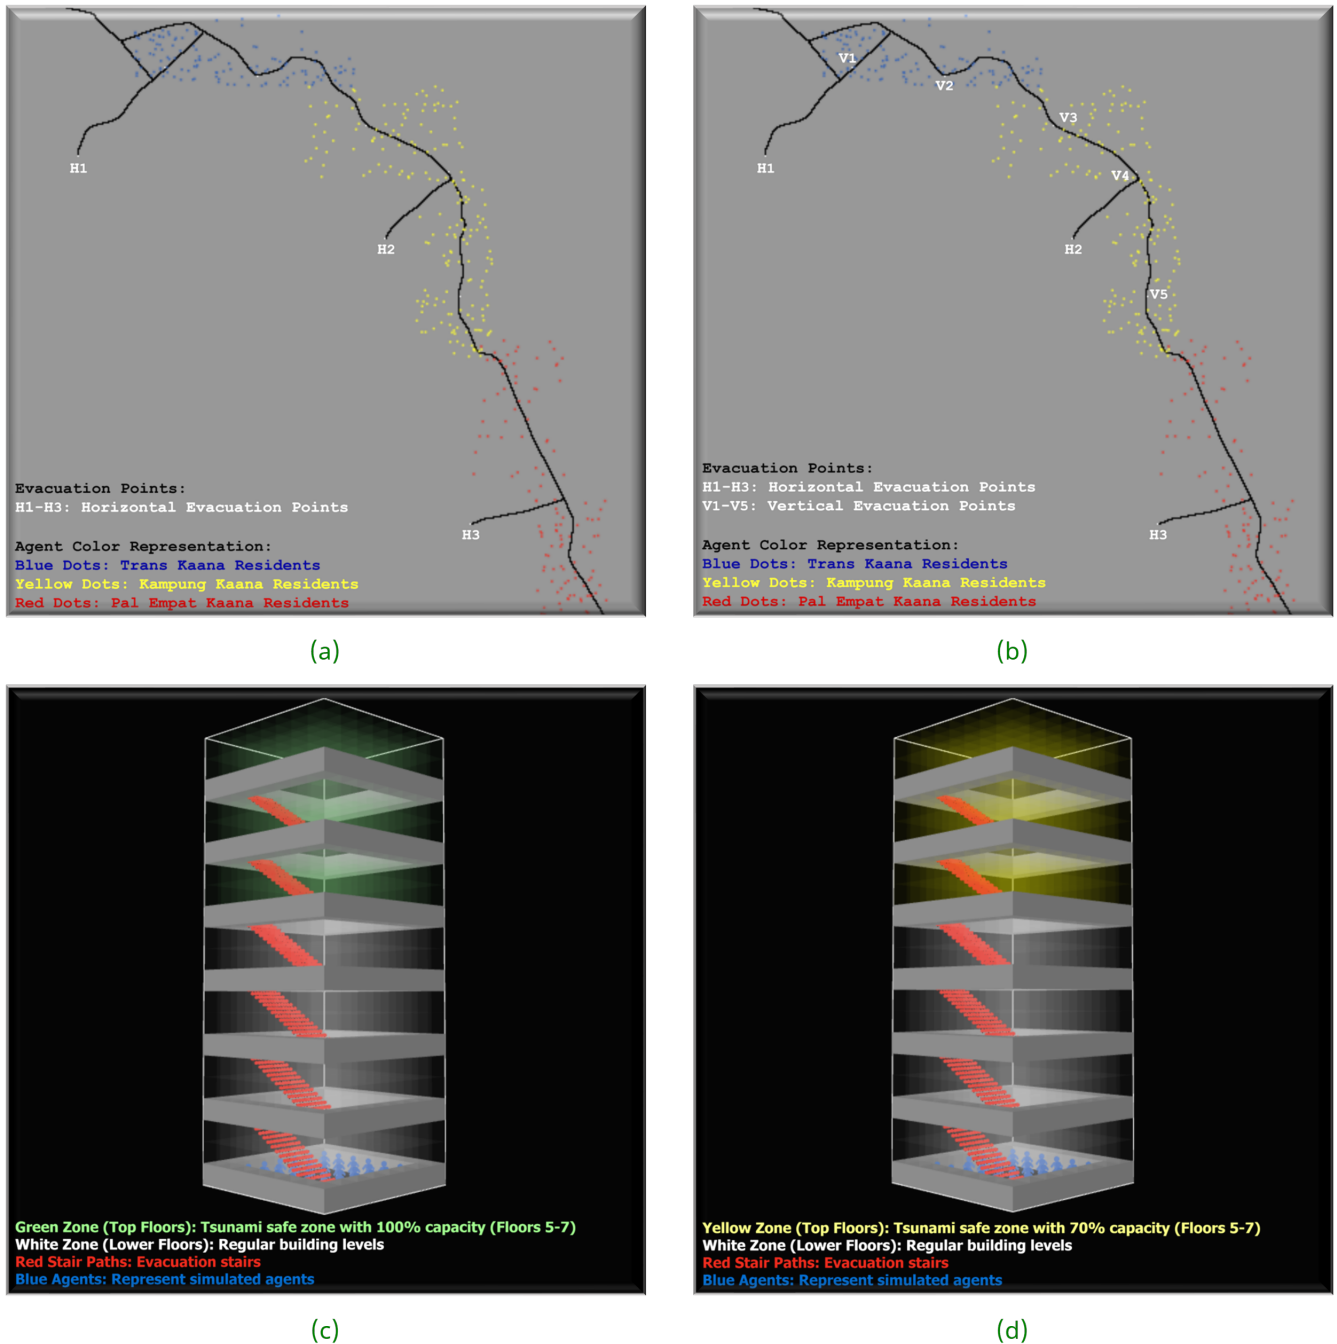 H1
H2
Evacuation Points:
H1-H3: Horizontal Evacuation Points
H3
Agent Color Representation:
Blue Dots: Trans Kaana Residents
Yellow Dots: Kampung Kaana Residents
Red Dots: Pal Empat Kaana Residents
(a)
V1
V2
V3
H1
V4
H2
V5
Evacuation Points:
H1-H3: Horizontal Evacuation Points
V1-V5: Vertical Evacuation Points
H3
Agent Color Representation:
Blue Dots: Trans Kaana Residents
Yellow Dots: Kampung Kaana Residents
Red Dots: Pal Empat Kaana Residents
(b)
Green Zone (Top Floors): Tsunami safe zone with 100% capacity (Floors 5-7)
White Zone (Lower Floors): Regular building levels
Red Stair Paths: Evacuation stairs
Blue Agents: Represent simulated agents
(c)
Yellow Zone (Top Floors): Tsunami safe zone with 70% capacity (Floors 5-7)
White Zone (Lower Floors): Regular building levels
Red Stair Paths: Evacuation stairs
Blue Agents: Represent simulated agents
(d)